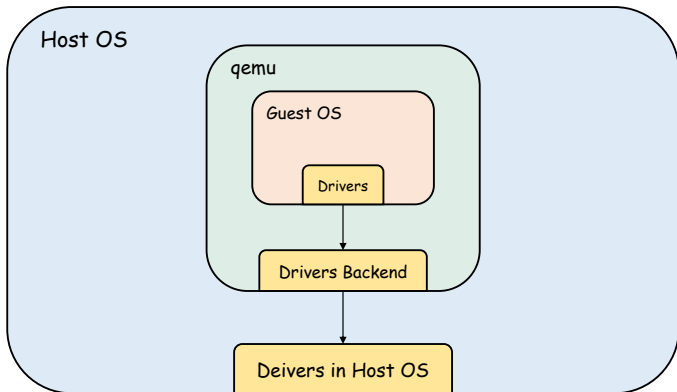 Host OS
qemu
Guest OS
Drivers
Drivers Backend
Deivers in Host OS